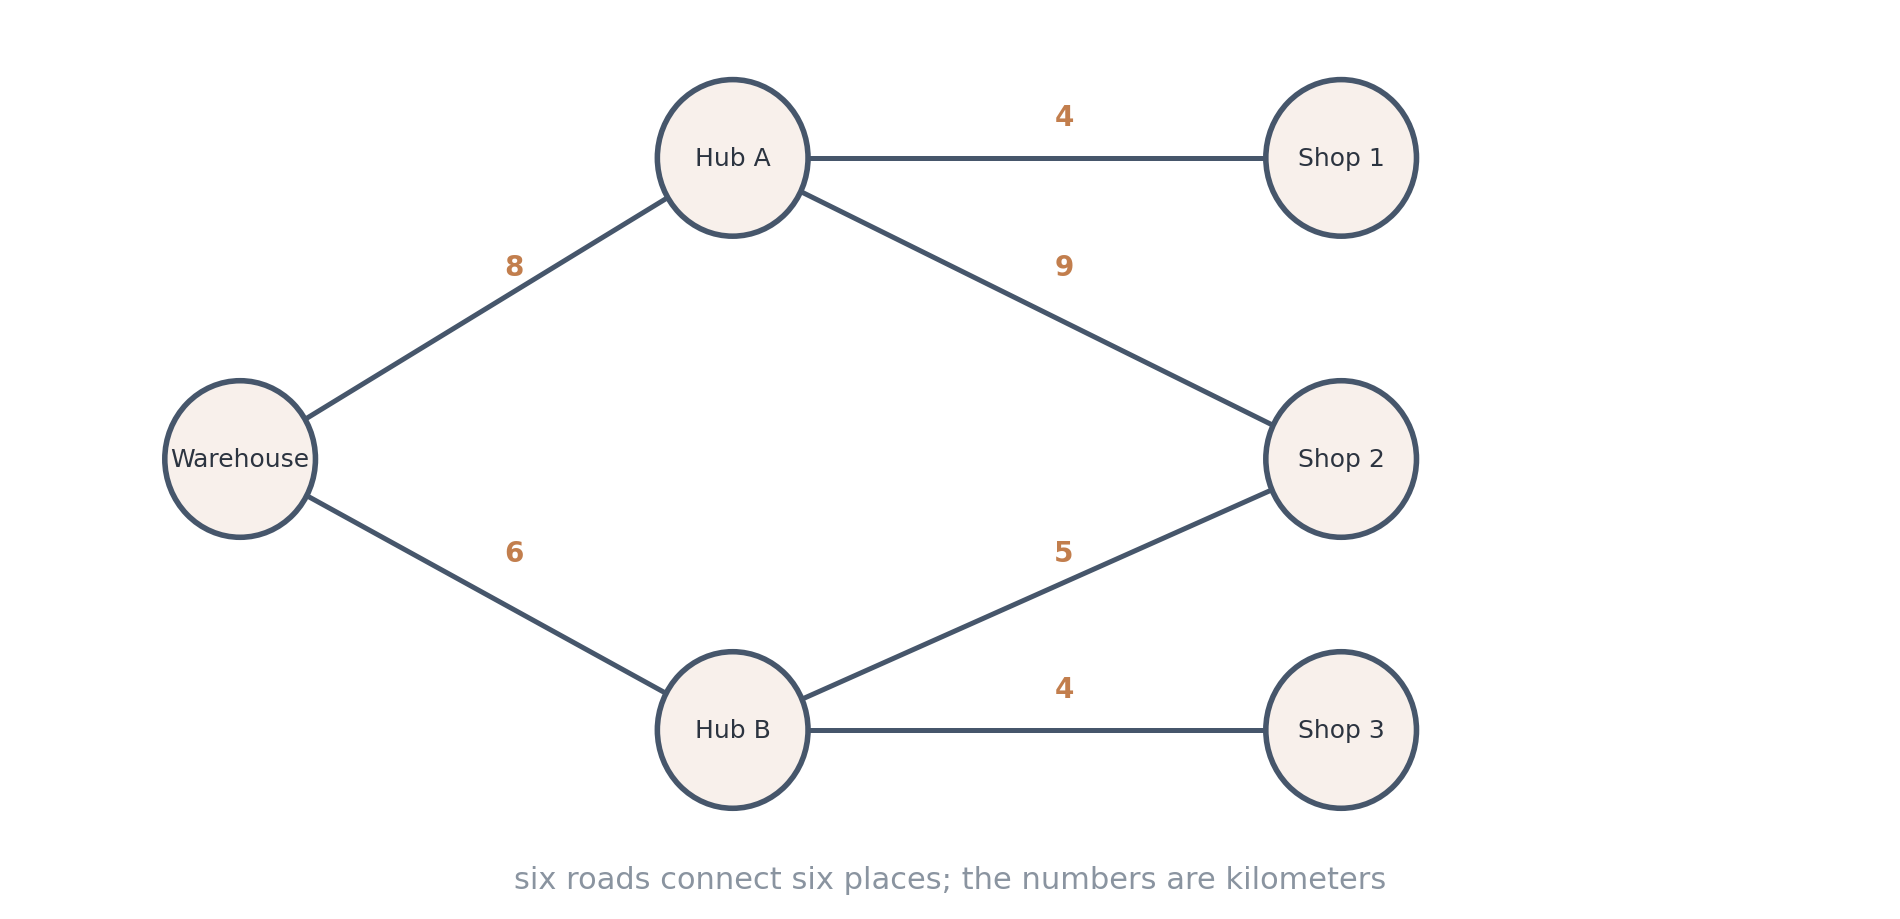 Hub A
4
Shop 1
8
9
Warehouse
Shop 2
6
5
Hub B
4
Shop 3
six roads connect six places; the numbers are kilometers